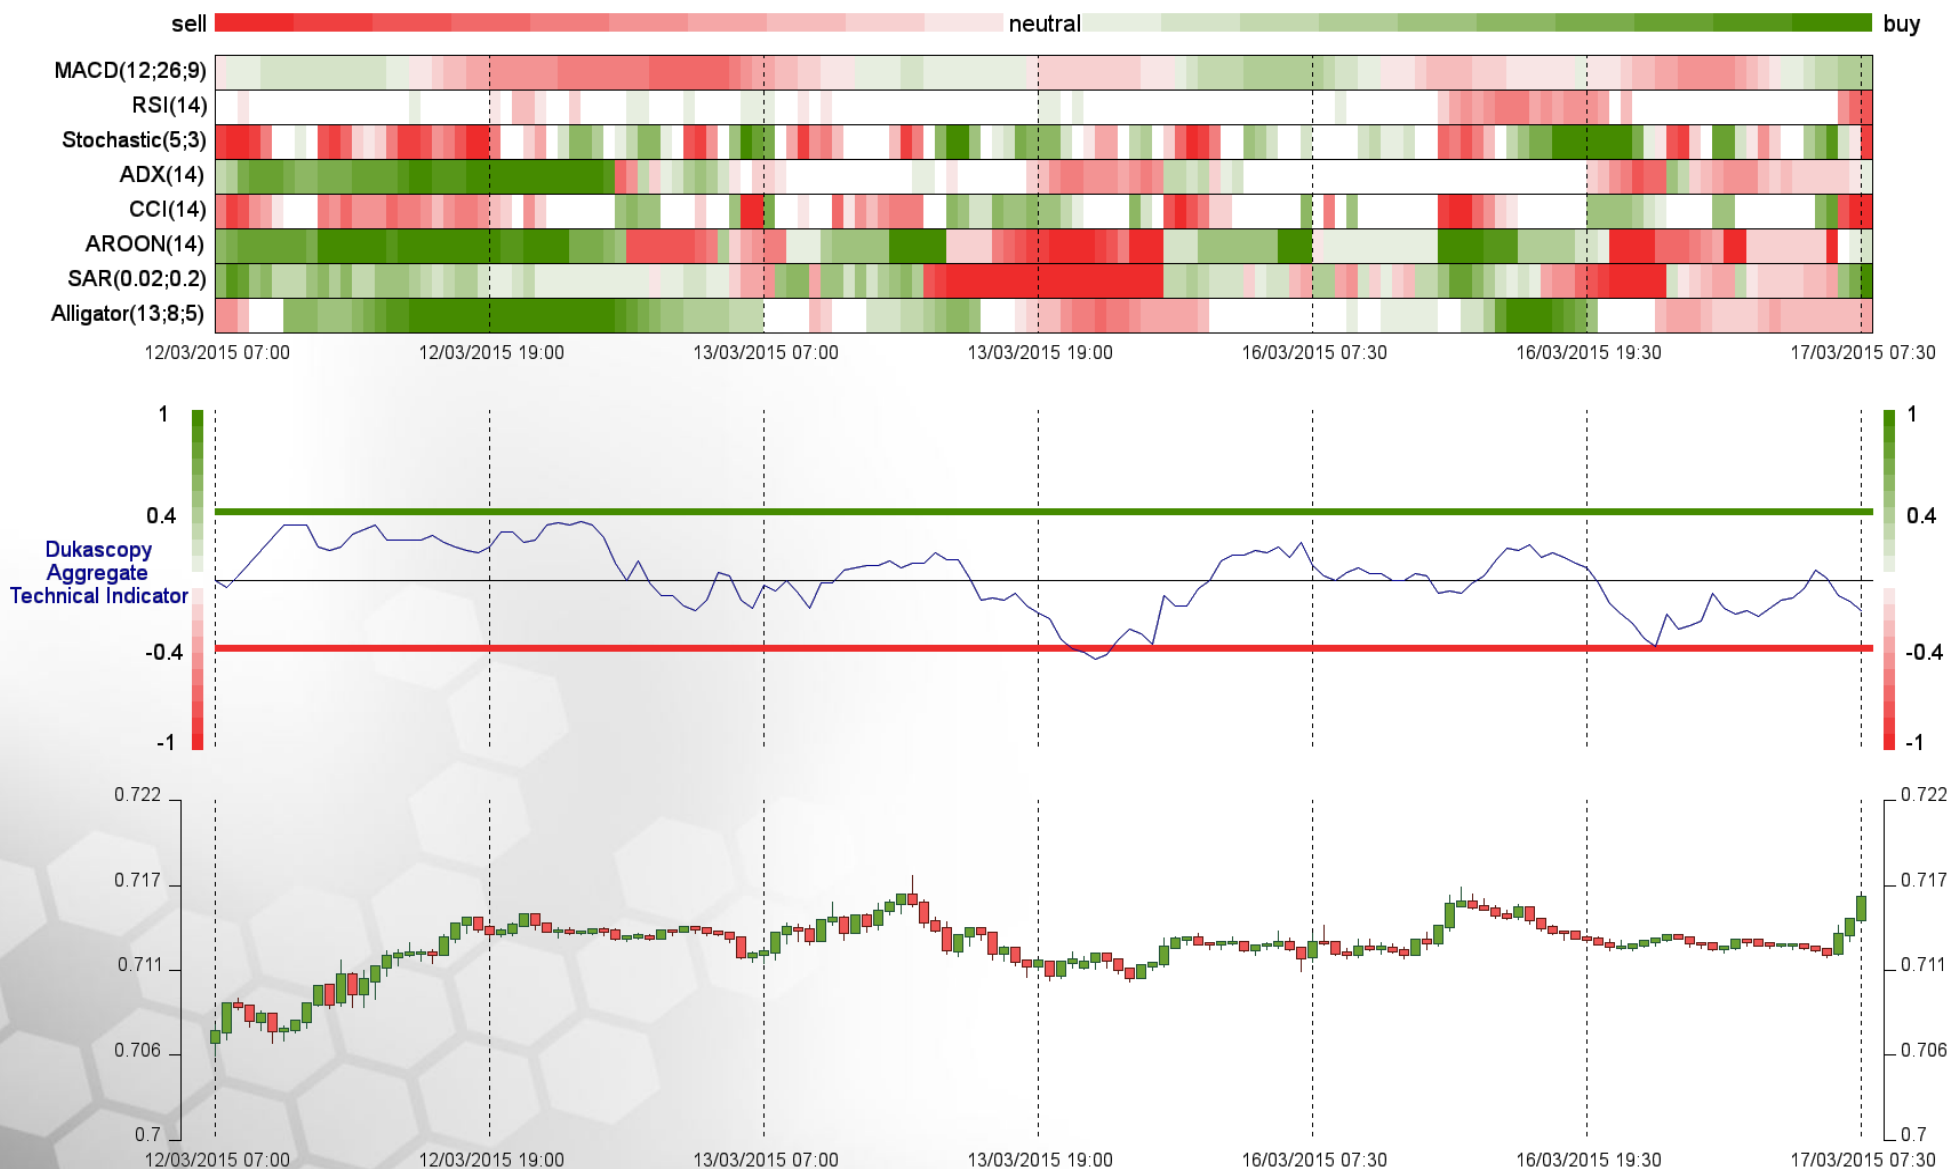 sell neutral buy
MACD(12;26;9)
RSI(14)
Stochastic(5;3)
ADX(14)
CCI(14)
AROON(14)
SAR(0.02;0.2)
Alligator(13;8;5)
12/03/2015 07:00 12/03/2015 19:00 13/03/2015 07:00 13/03/2015 19:00 16/03/2015 07:30 16/03/2015 19:30 17/03/2015 07:30
1 1
0.4 0.4
Dukascopy
Aggregate
Technical Indicator
-0.4 -0.4
-1 -1
0.722 0.722
0.717 0.717
0.711 0.711
0.706 0.706
0.7 0.7
12/03/2015 07:00 12/03/2015 19:00 13/03/2015 07:00 13/03/2015 19:00 16/03/2015 07:30 16/03/2015 19:30 17/03/2015 07:30